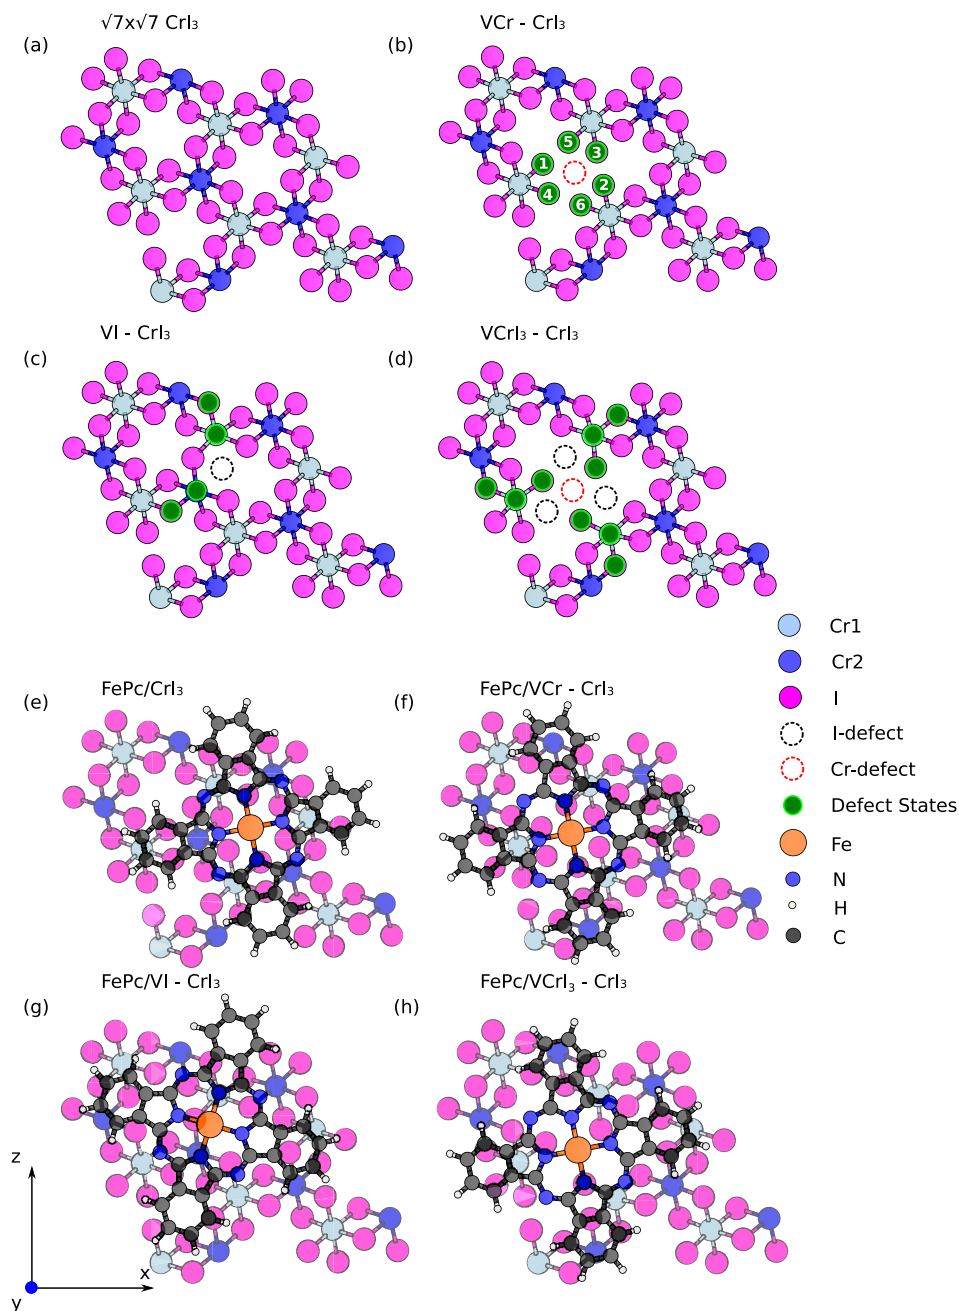 √7x√7 CrI₃
VCr - CrI₃
(a)
(b)
5
3
1
2
4
6
VI - CrI₃
VCrI₃ - CrI₃
(c)
(d)
Cr1
Cr2
I
I-defect
Cr-defect
Defect States
Fe
N
H
C
FePc/CrI₃
FePc/VCr - CrI₃
(e)
(f)
FePc/VI - CrI₃
FePc/VCrI₃ - CrI₃
(g)
(h)
z
x
y